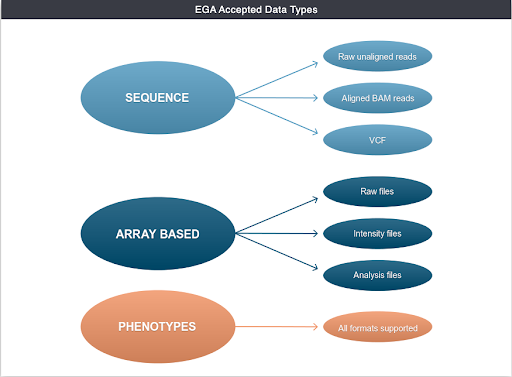 EGA Accepted Data Types
SEQUENCE
Raw unaligned reads
Aligned BAM reads
VCF
ARRAY BASED
Raw files
Intensity files
Analysis files
PHENOTYPES
All formats supported